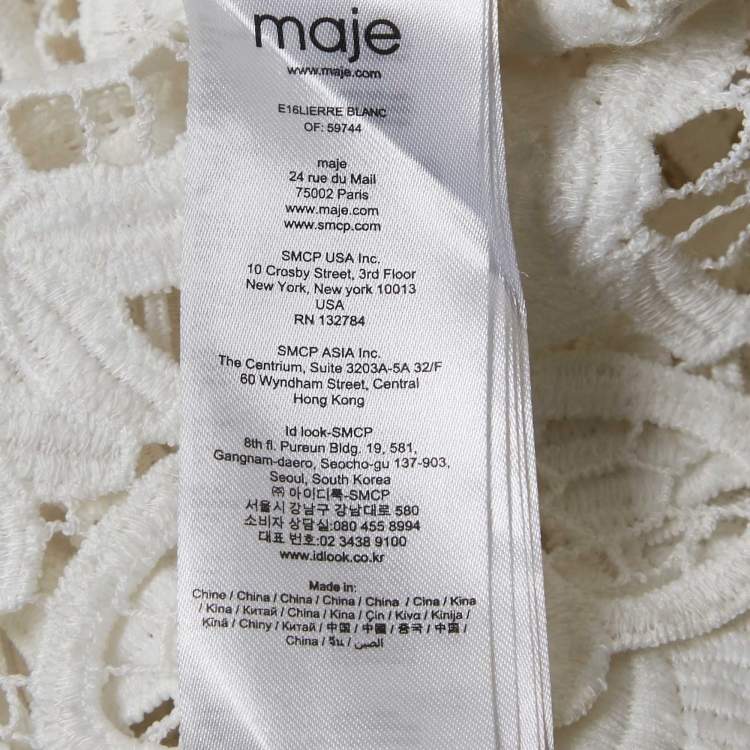 maje
www.maje.com
E16LIERRE BLANC
OF: 59744
maje
24 rue du Mail
75002 Paris
www.maje.com
www.smcp.com
SMCP USA Inc.
10 Crosby Street, 3rd Floor
New York, New York 10013
USA
RN 132784
SMCP ASIA Inc.
The Centrium, Suite 3203A-5A 32/F
60 Wyndham Street, Central
Hong Kong
Id look-SMCP
8th fl. Pureun Bldg. 19, 581,
Gangnam-daero, Seocho-gu 137-903,
Seoul, South Korea
㈜ 아이디룩-SMCP
서울시 강남구 강남대로 580
소비자 상담실:080 455 8994
대표 번호:02 3438 9100
www.idlook.co.kr
Made in:
Chine / China / China / China / China / Cina / Kina
/ Kina / Китай / China / Kina / Çin / Κίνα / Kinija /
Ķīnā / Chiny / Китай / 中国 / 中國 / 중국 / 中国 /
China / จีน / الصين